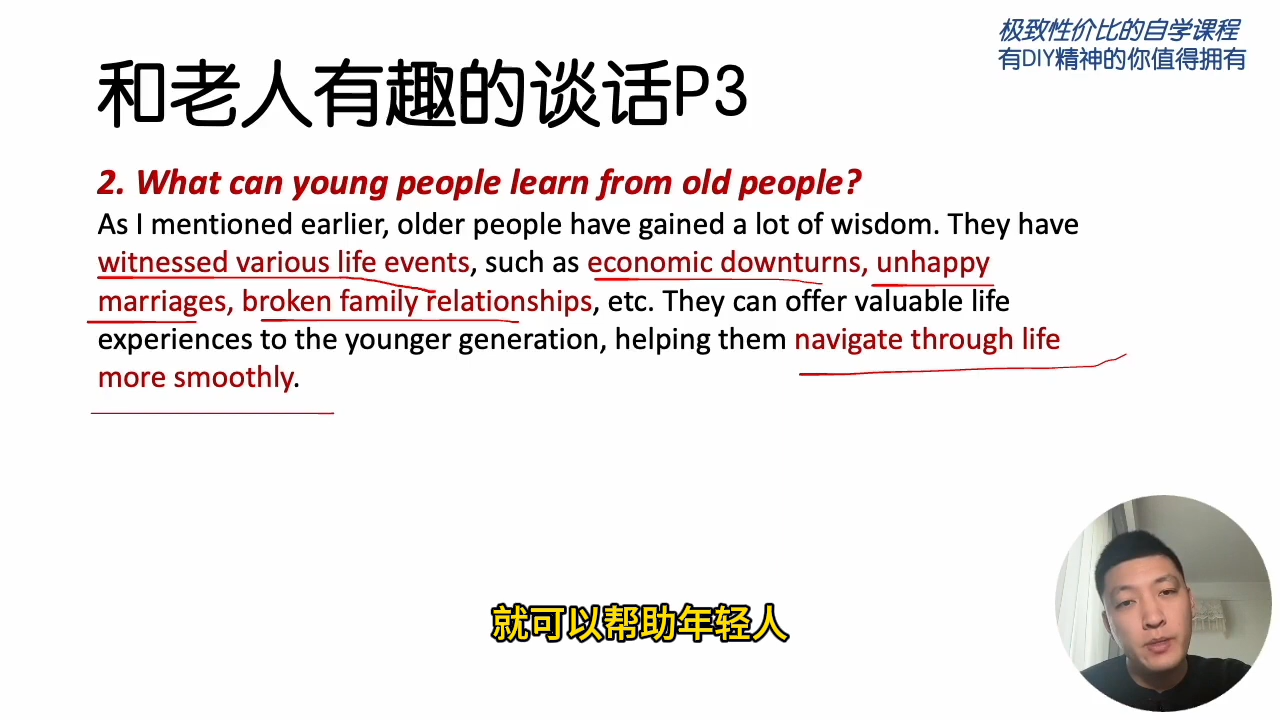 极致性价比的自学课程
有DIY精神的你值得拥有
和老人有趣的谈话P3
2. What can young people learn from old people?
As I mentioned earlier, older people have gained a lot of wisdom. They have
witnessed various life events, such as economic downturns, unhappy
marriages, broken family relationships, etc. They can offer valuable life
experiences to the younger generation, helping them navigate through life
more smoothly.
就可以帮助年轻人